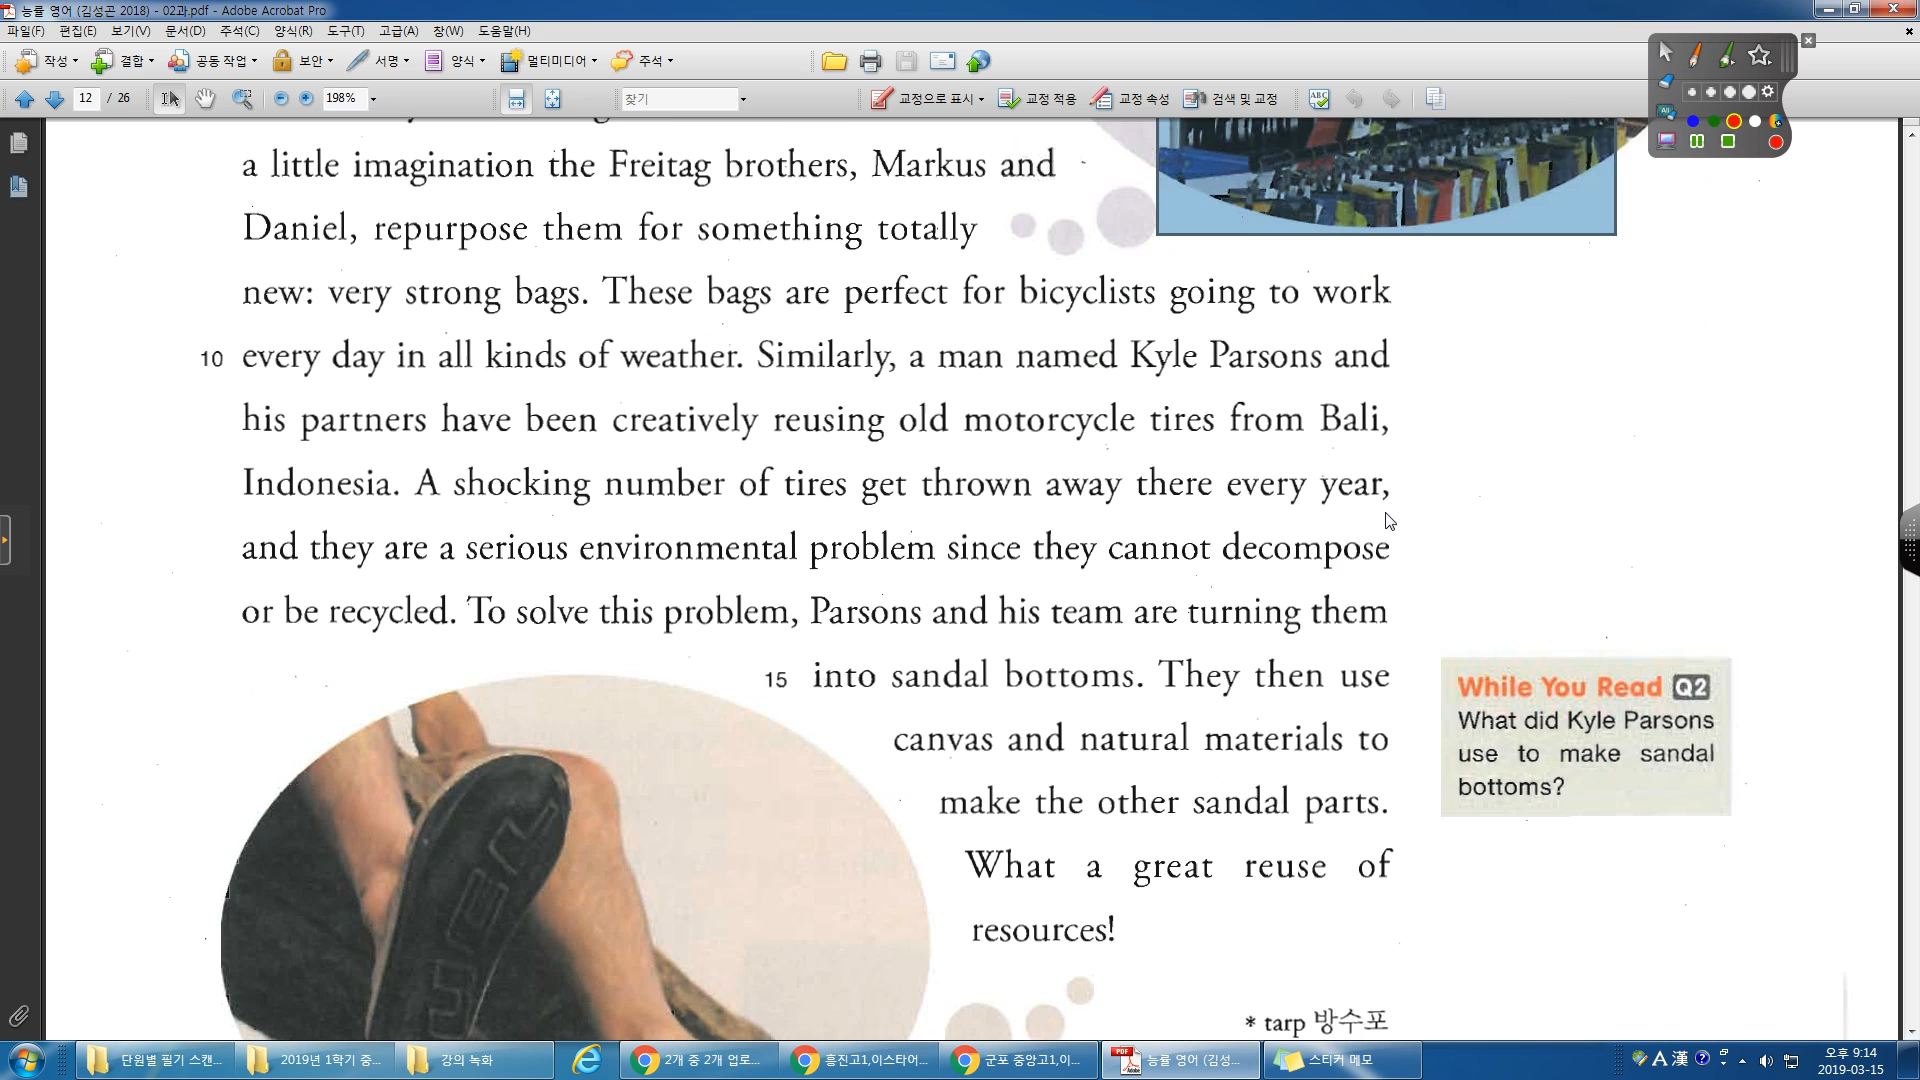 능률 영어 (김성곤 2018) - 02과.pdf - Adobe Acrobat Pro
파일(F) 편집(E) 보기(V) 문서(D) 주석(C) 양식(R) 도구(T) 고급(A) 창(W) 도움말(H)
작성 결합 공동 작업 보안 서명 양식 멀티미디어 주석
12 / 26 198% 찾기 교정으로 표시 교정 적용 교정 속성 검색 및 교정
a little imagination the Freitag brothers, Markus and
Daniel, repurpose them for something totally
new: very strong bags. These bags are perfect for bicyclists going to work
10 every day in all kinds of weather. Similarly, a man named Kyle Parsons and
his partners have been creatively reusing old motorcycle tires from Bali,
Indonesia. A shocking number of tires get thrown away there every year,
and they are a serious environmental problem since they cannot decompose
or be recycled. To solve this problem, Parsons and his team are turning them
15 into sandal bottoms. They then use
canvas and natural materials to
make the other sandal parts.
What a great reuse of
resources!
* tarp 방수포
While You Read Q2
What did Kyle Parsons
use to make sandal
bottoms?
단원별 필기 스캔... 2019년 1학기 중... 강의 녹화 2개 중 2개 업로... 흥진고1,이스타어... 군포 중앙고1,이... 능률 영어 (김성... 스티커 메모
A 漢 오후 9:14
2019-03-15